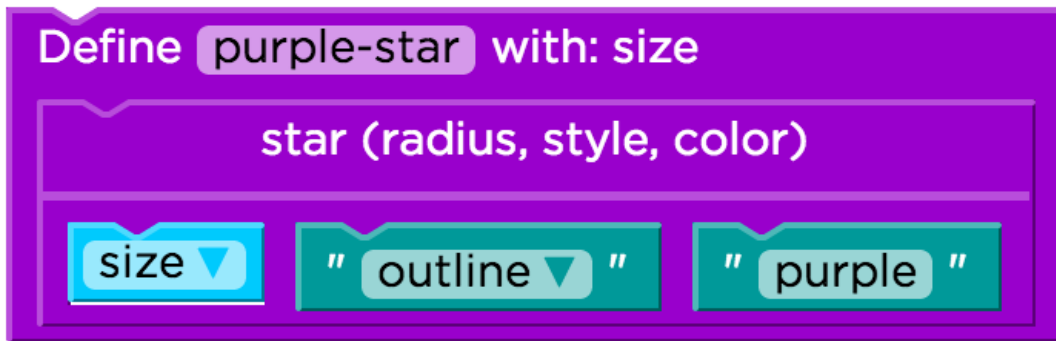 Define purple-star with: size
star (radius, style, color)
size ▼ " outline ▼ " " purple "